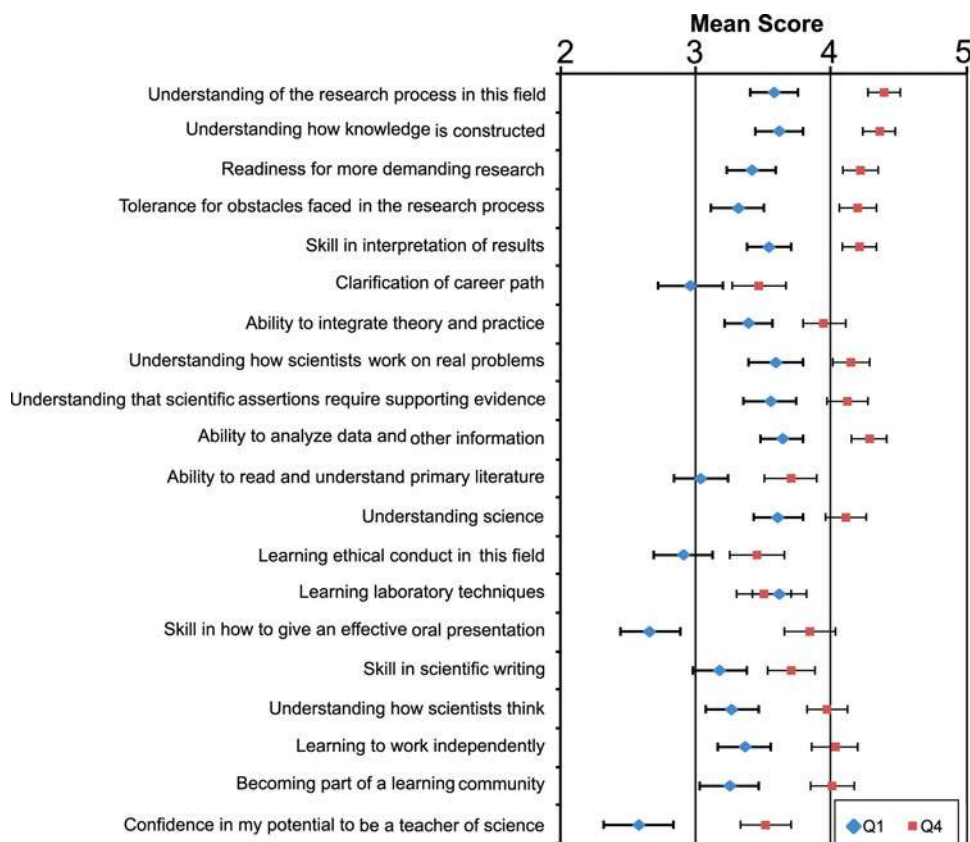 Mean Score
2 3 4 5
Understanding of the research process in this field
Understanding how knowledge is constructed
Readiness for more demanding research
Tolerance for obstacles faced in the research process
Skill in interpretation of results
Clarification of career path
Ability to integrate theory and practice
Understanding how scientists work on real problems
Understanding that scientific assertions require supporting evidence
Ability to analyze data and other information
Ability to read and understand primary literature
Understanding science
Learning ethical conduct in this field
Learning laboratory techniques
Skill in how to give an effective oral presentation
Skill in scientific writing
Understanding how scientists think
Learning to work independently
Becoming part of a learning community
Confidence in my potential to be a teacher of science
Q1 Q4